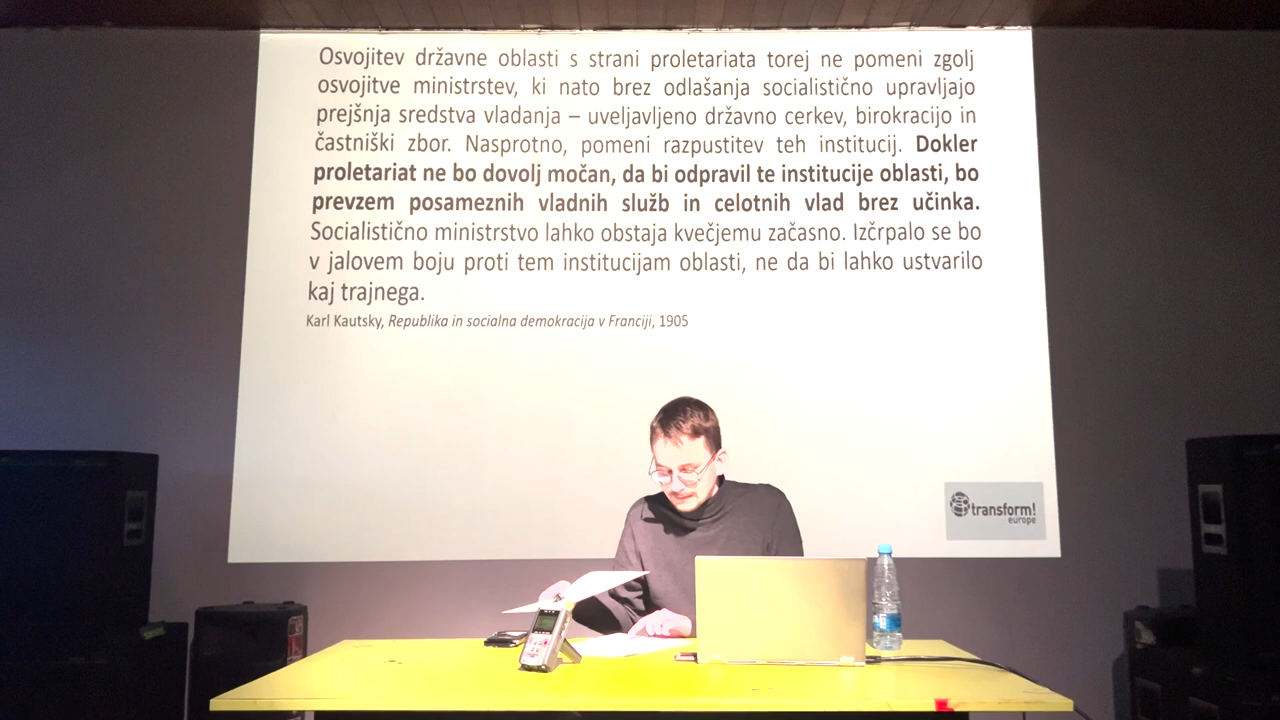 Osvojitev državne oblasti s strani proletariata torej ne pomeni zgolj
osvojitve ministrstev, ki nato brez odlašanja socialistično upravljajo
prejšnja sredstva vladanja – uveljavljeno državno cerkev, birokracijo in
častniški zbor. Nasprotno, pomeni razpustitev teh institucij. Dokler
proletariat ne bo dovolj močan, da bi odpravil te institucije oblasti, bo
prevzem posameznih vladnih služb in celotnih vlad brez učinka.
Socialistično ministrstvo lahko obstaja kvečjemu začasno. Izčrpalo se bo
v jalovem boju proti tem institucijam oblasti, ne da bi lahko ustvarilo
kaj trajnega.
Karl Kautsky, Republika in socialna demokracija v Franciji, 1905
transform!
europe